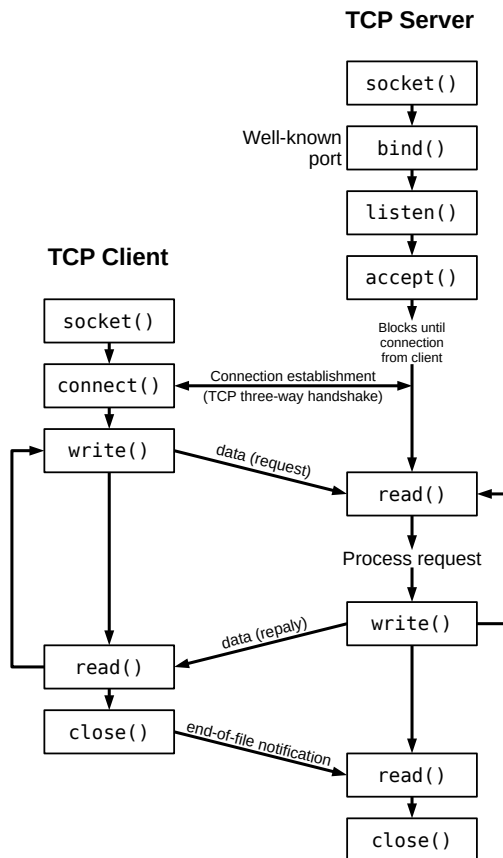 TCP Server
socket()
Well-known
port
bind()
listen()
TCP Client
accept()
socket()
Blocks until
connection
from client
connect()
Connection establishment
(TCP three-way handshake)
write()
data (request)
read()
Process request
write()
data (repaly)
read()
close()
end-of-file notification
read()
close()